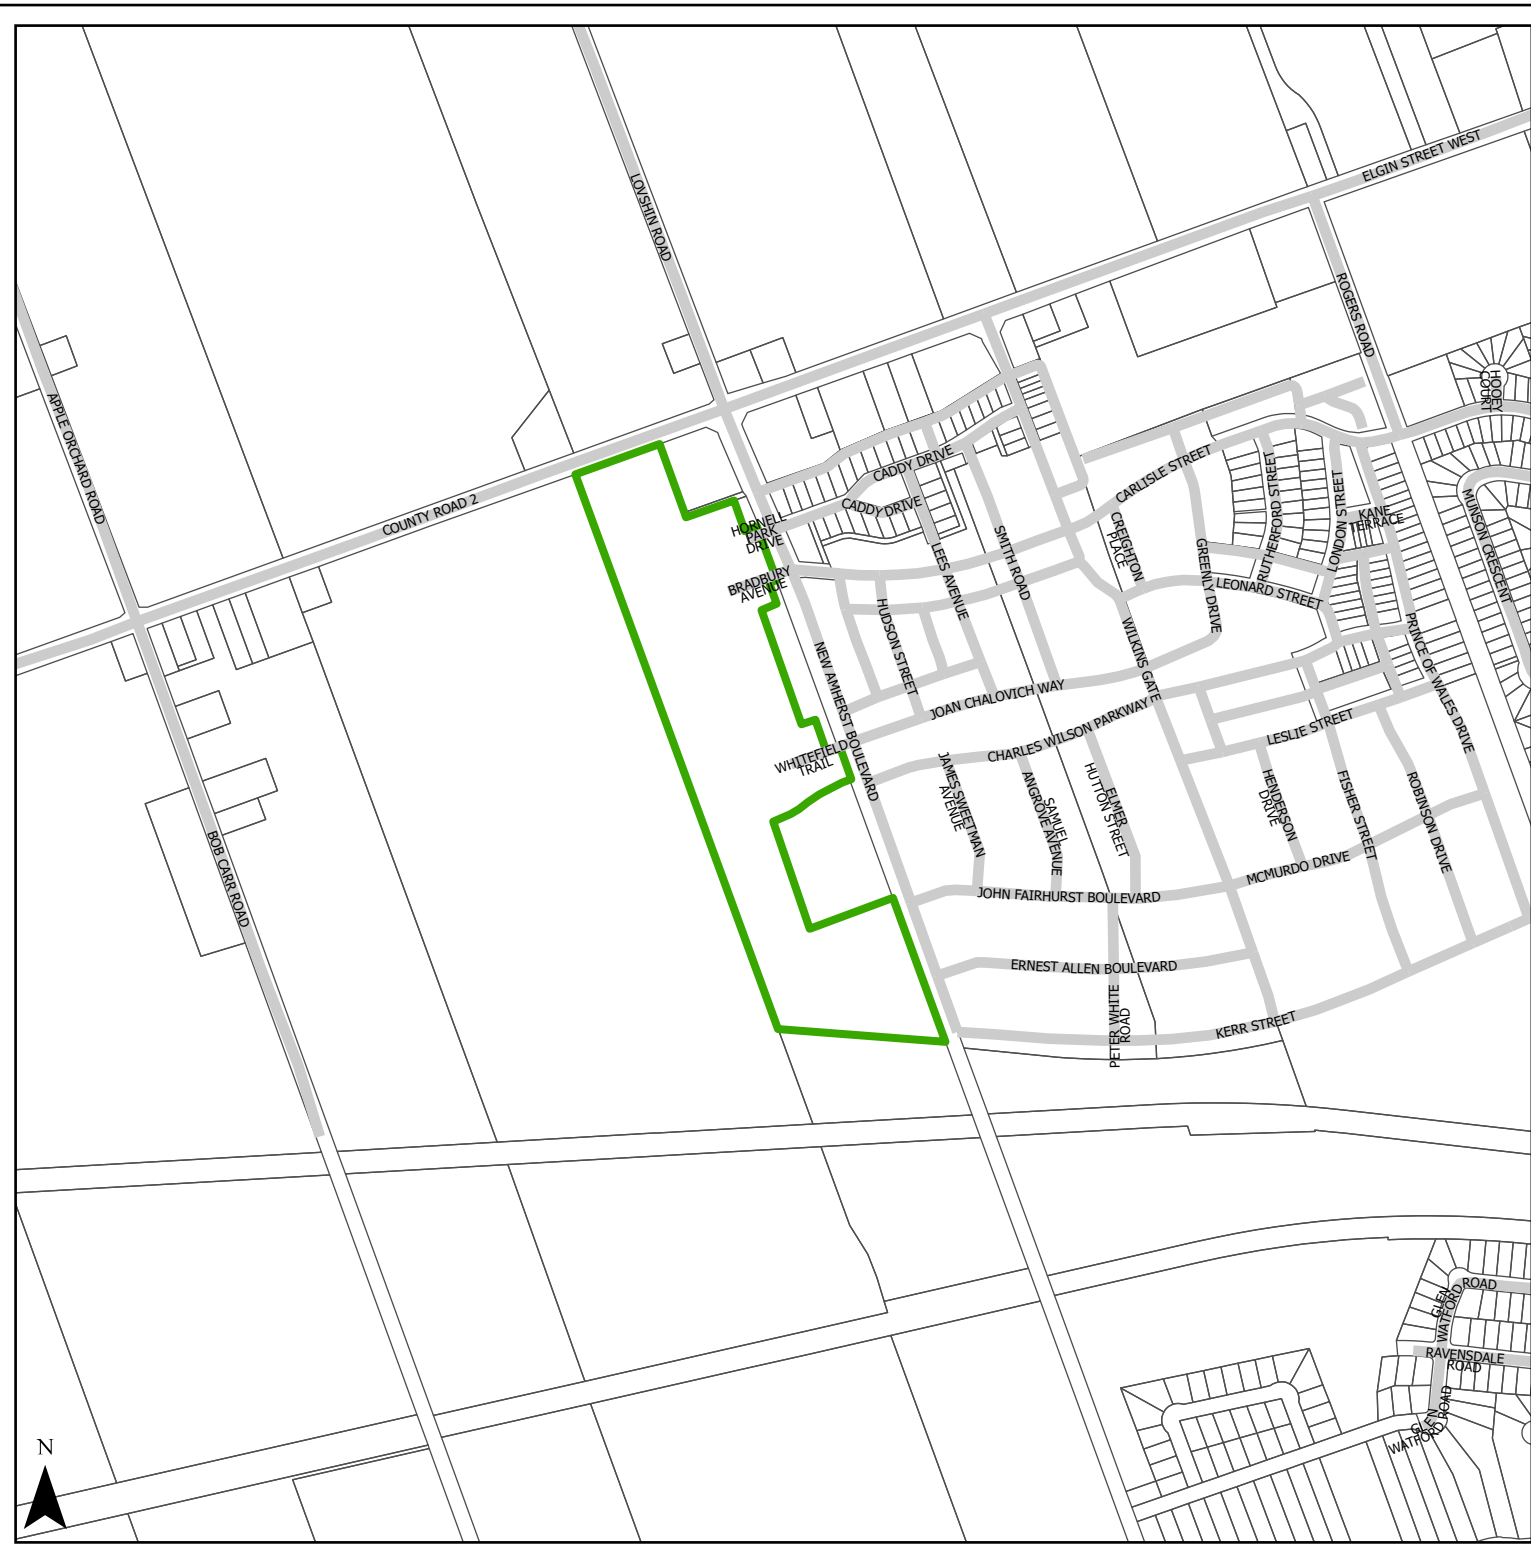 ELGIN STREET WEST
LOVSHIN ROAD
ROGERS ROAD
HOOEY
COURT
APPLE ORCHARD ROAD
COUNTY ROAD 2
CADDY DRIVE
CADDY DRIVE
CARLISLE STREET
RUTHERFORD STREET
LONDON STREET
KANE
TERRACE
MUNSON CRESCENT
HORNELL
PARK
DRIVE
BRADBURY
AVENUE
LEES AVENUE
SMITH ROAD
CREIGHTON
PLACE
GREENLY DRIVE
LEONARD STREET
HUDSON STREET
WILKINS GATE
PRINCE OF WALES DRIVE
NEW AMHERST BOULEVARD
JOAN CHALOVICH WAY
CHARLES WILSON PARKWAY
LESLIE STREET
WHITEFIELD
TRAIL
JAMES SWEETMAN
AVENUE
SAMUEL
ANGROVE AVENUE
ELMER
HUTTON STREET
HENDERSON
DRIVE
FISHER STREET
ROBINSON DRIVE
BOB CARR ROAD
MCMURDO DRIVE
JOHN FAIRHURST BOULEVARD
ERNEST ALLEN BOULEVARD
PETER WHITE
ROAD
KERR STREET
GLEN
WATFORD
ROAD
RAVENSDALE
ROAD
GLEN
WATFORD ROAD
N